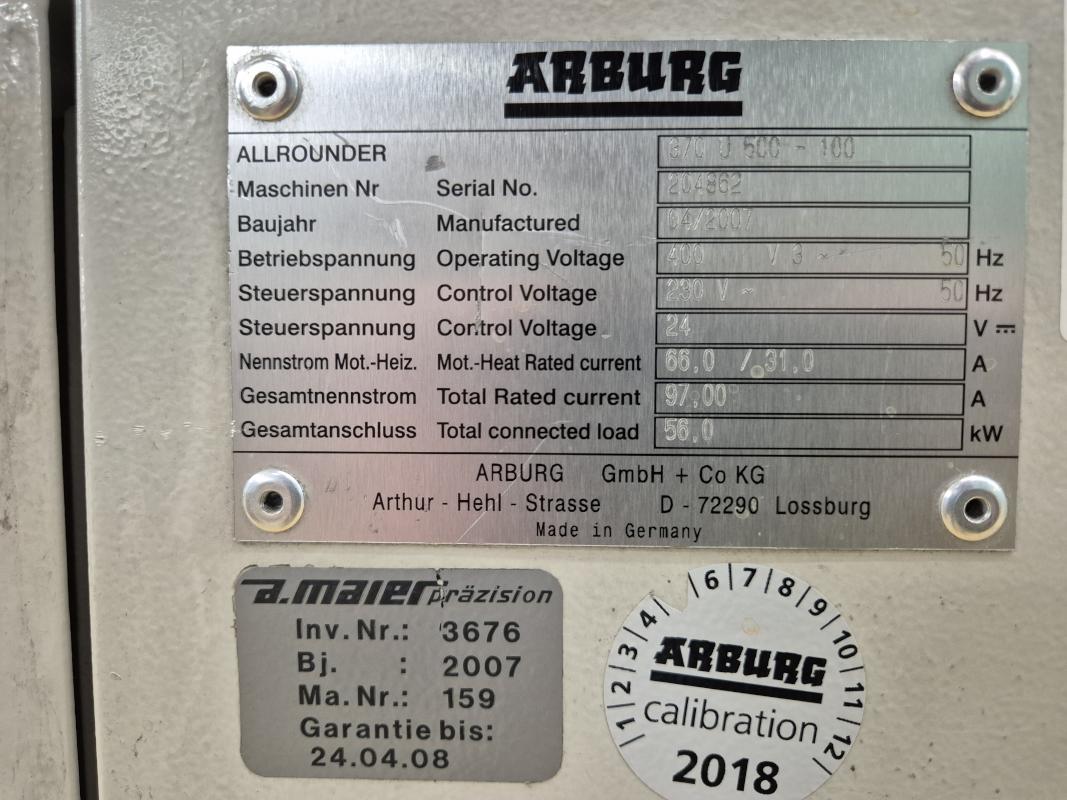 ARBURG
ALLROUNDER U 500 - 100
Maschinen Nr Serial No. 204862
Baujahr Manufactured 04/2007
Betriebspannung Operating Voltage 400 V 3 ~ 50 Hz
Steuerspannung Control Voltage 230 V ~ 50 Hz
Steuerspannung Control Voltage 24 V ⎓
Nennstrom Mot.-Heiz. Mot.-Heat Rated current 66,0 / 31,0 A
Gesamtnennstrom Total Rated current 97,00 A
Gesamtanschluss Total connected load 56,0 kW
ARBURG GmbH + Co KG
Arthur - Hehl - Strasse D - 72290 Lossburg
Made in Germany
a.maier präzision
Inv.Nr.: 3676
Bj. : 2007
Ma.Nr.: 159
Garantie bis:
24.04.08
1 2 3 4 6 7 8 9 10 11 12
ARBURG
calibration
2018